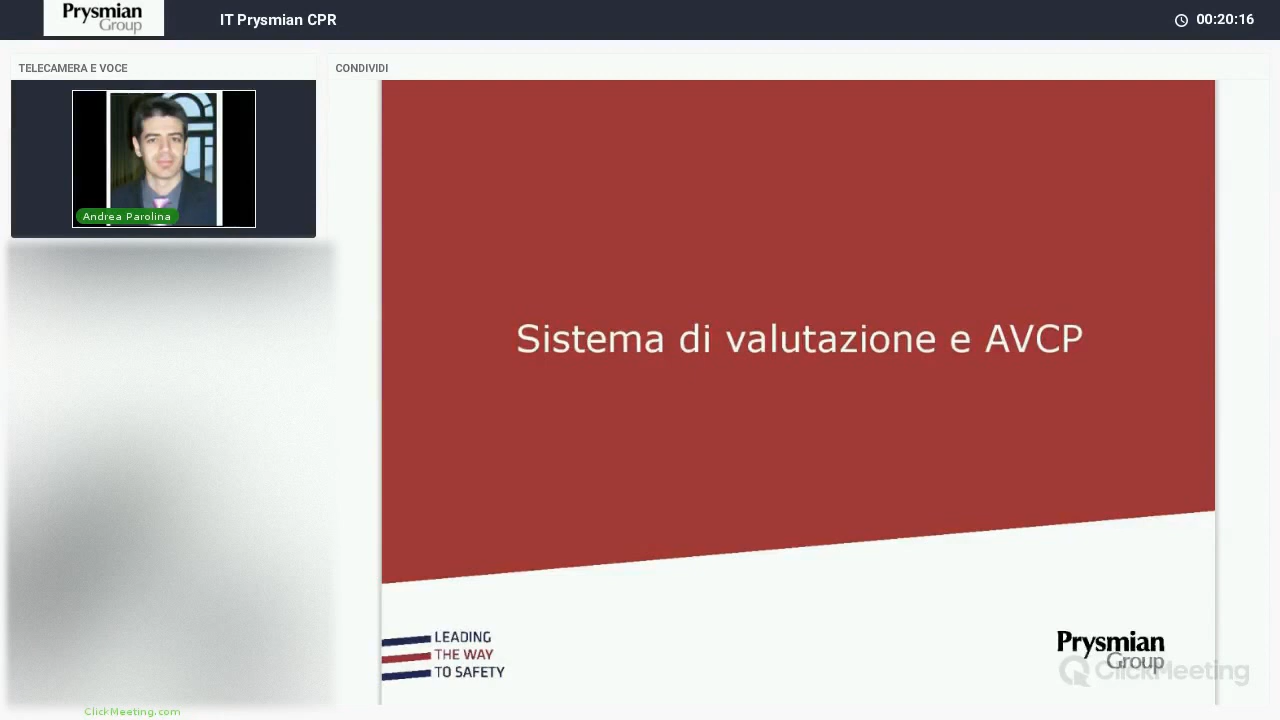 Prysmian
Group
IT Prysmian CPR
00:20:16
TELECAMERA E VOCE
CONDIVIDI
Andrea Parolina
Sistema di valutazione e AVCP
LEADING
THE WAY
TO SAFETY
Prysmian
Group
ClickMeeting
ClickMeeting.com